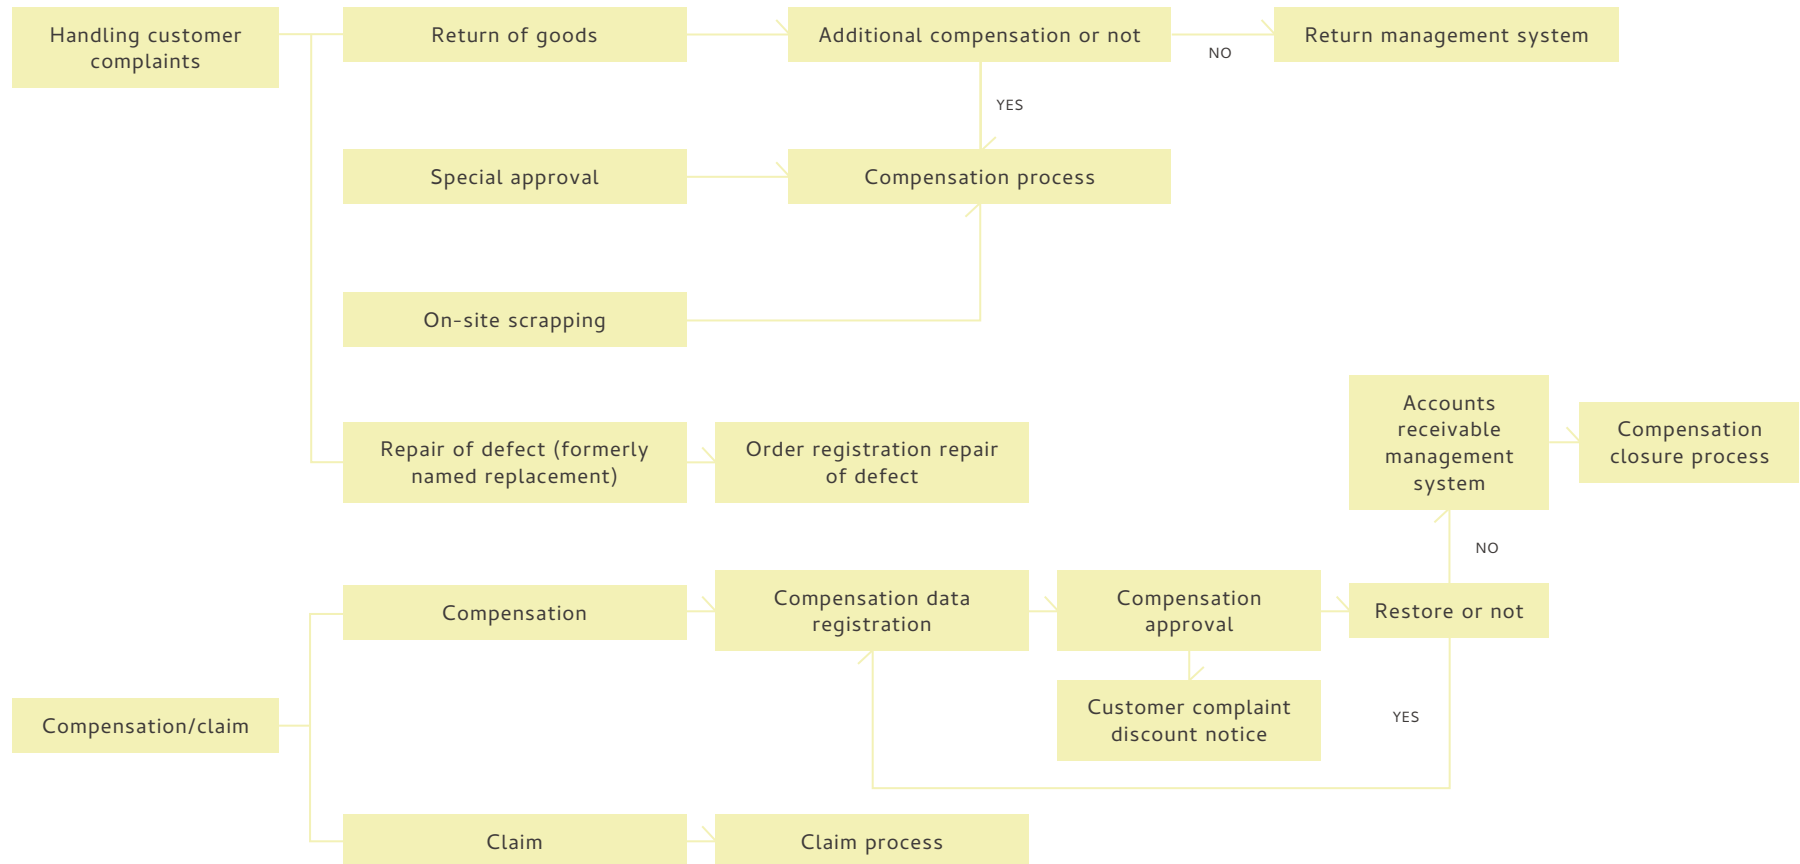 Handling customer
complaints
Return of goods
Additional compensation or not
NO
Return management system
YES
Special approval
Compensation process
On-site scrapping
Repair of defect (formerly
named replacement)
Order registration repair
of defect
Accounts
receivable
management
system
Compensation
closure process
NO
Compensation
Compensation data
registration
Compensation
approval
Restore or not
Customer complaint
discount notice
YES
Compensation/claim
Claim
Claim process